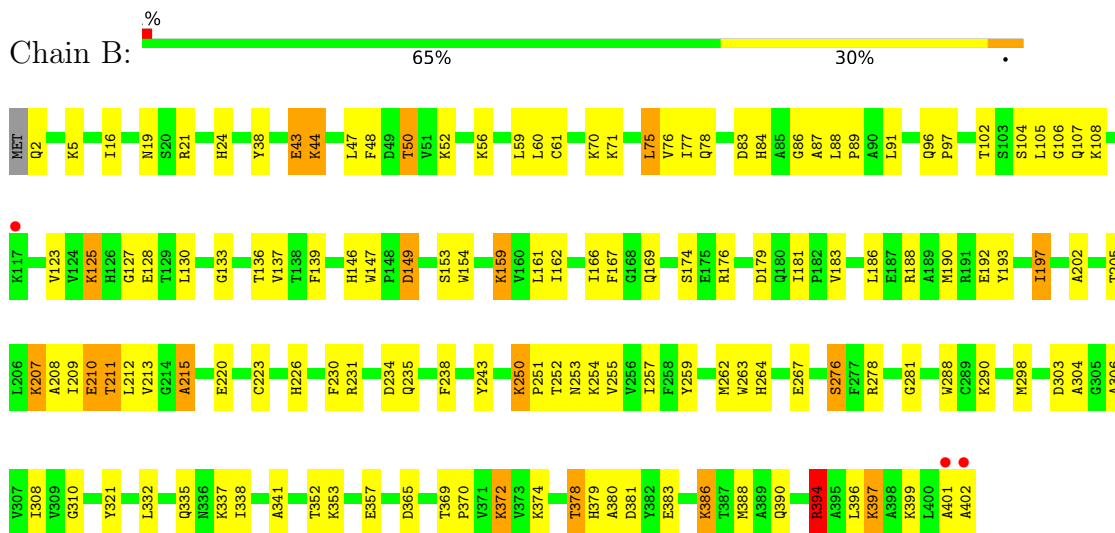 %
Chain B:
65% 30% •
MET Q2 K5 I16 N19 S20 R21 H24 Y38 E43 K44 L47 F48 D49 T50 V51 K52 K56 L59 L60 C61 K70 K71 L75 V76 I77 Q78 D83 H84 A85 G86 A87 L88 P89 A90 L91 Q96 P97 T102 S103 S104 L105 G106 Q107 K108
K117 V123 V124 K125 H126 G127 E128 T129 L130 G133 T136 V137 T138 F139 H146 W147 P148 D149 S153 W154 K159 V160 L161 I162 I166 F167 G168 Q169 S174 E175 R176 D179 Q180 I181 P182 V183 L186 E187 R188 A189 M190 R191 E192 Y193 I197 A202 T205
L206 K207 A208 I209 E210 T211 L212 V213 G214 A215 E220 C223 H226 F230 R231 D234 Q235 F238 Y243 K250 P251 T252 N253 K254 V255 V256 I257 F258 Y259 M262 W263 H264 E267 S276 F277 R278 G281 W288 C289 K290 M298 D303 A304 G305 A306
V307 I308 V309 G310 Y321 L332 Q335 N336 K337 I338 A341 T352 K353 E357 D365 T369 P370 V371 K372 V373 K374 T378 H379 A380 D381 Y382 E383 K386 T387 M388 A389 Q390 R394 A395 L396 K397 A398 K399 L400 A401 A402